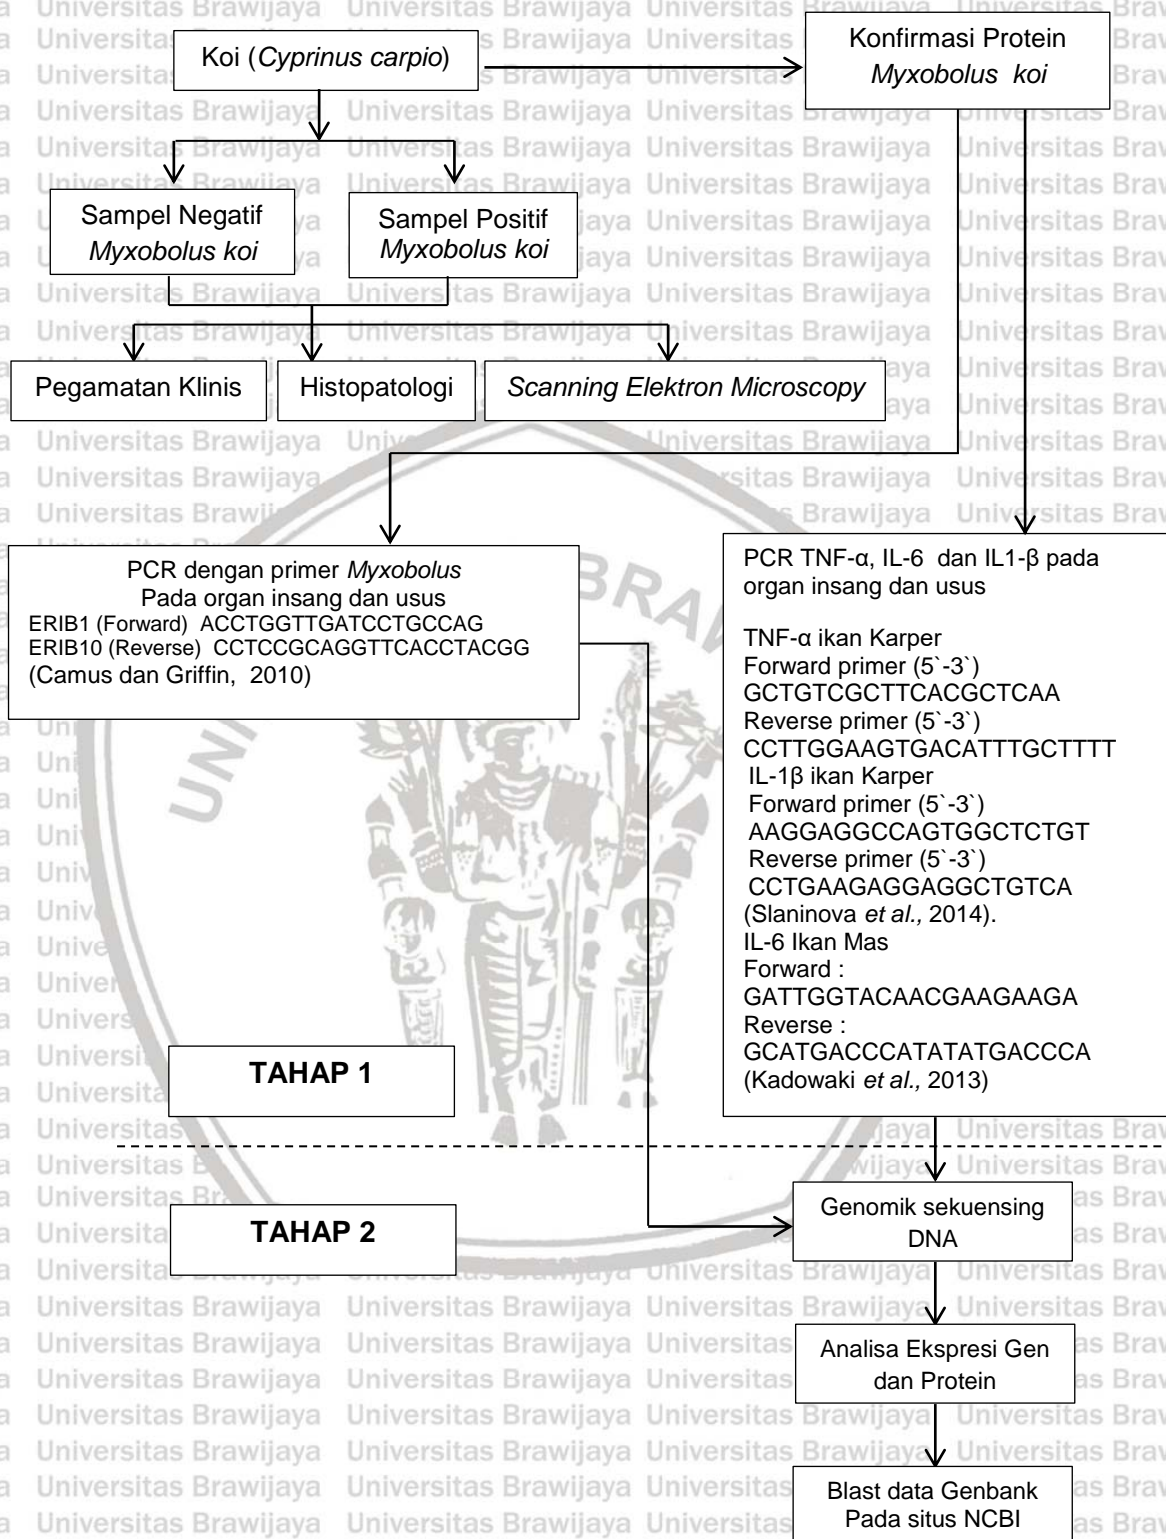 Koi (Cyprinus carpio)
Konfirmasi Protein
Myxobolus koi
Sampel Negatif
Myxobolus koi
Sampel Positif
Myxobolus koi
Pegamatan Klinis
Histopatologi
Scanning Elektron Microscopy
PCR dengan primer Myxobolus
Pada organ insang dan usus
ERIB1 (Forward) ACCTGGTTGATCCTGCCAG
ERIB10 (Reverse) CCTCCGCAGGTTCACCTACGG
(Camus dan Griffin, 2010)
PCR TNF-α, IL-6 dan IL1-β pada
organ insang dan usus
TNF-α ikan Karper
Forward primer (5`-3`)
GCTGTCGCTTCACGCTCAA
Reverse primer (5`-3`)
CCTTGGAAGTGACATTTGCTTTT
IL-1β ikan Karper
Forward primer (5`-3`)
AAGGAGGCCAGTGGCTCTGT
Reverse primer (5`-3`)
CCTGAAGAGGAGGCTGTCA
(Slaninova et al., 2014).
IL-6 Ikan Mas
Forward :
GATTGGTACAACGAAGAAGA
Reverse :
GCATGACCCATATATGACCCA
(Kadowaki et al., 2013)
TAHAP 1
TAHAP 2
Genomik sekuensing
DNA
Analisa Ekspresi Gen
dan Protein
Blast data Genbank
Pada situs NCBI